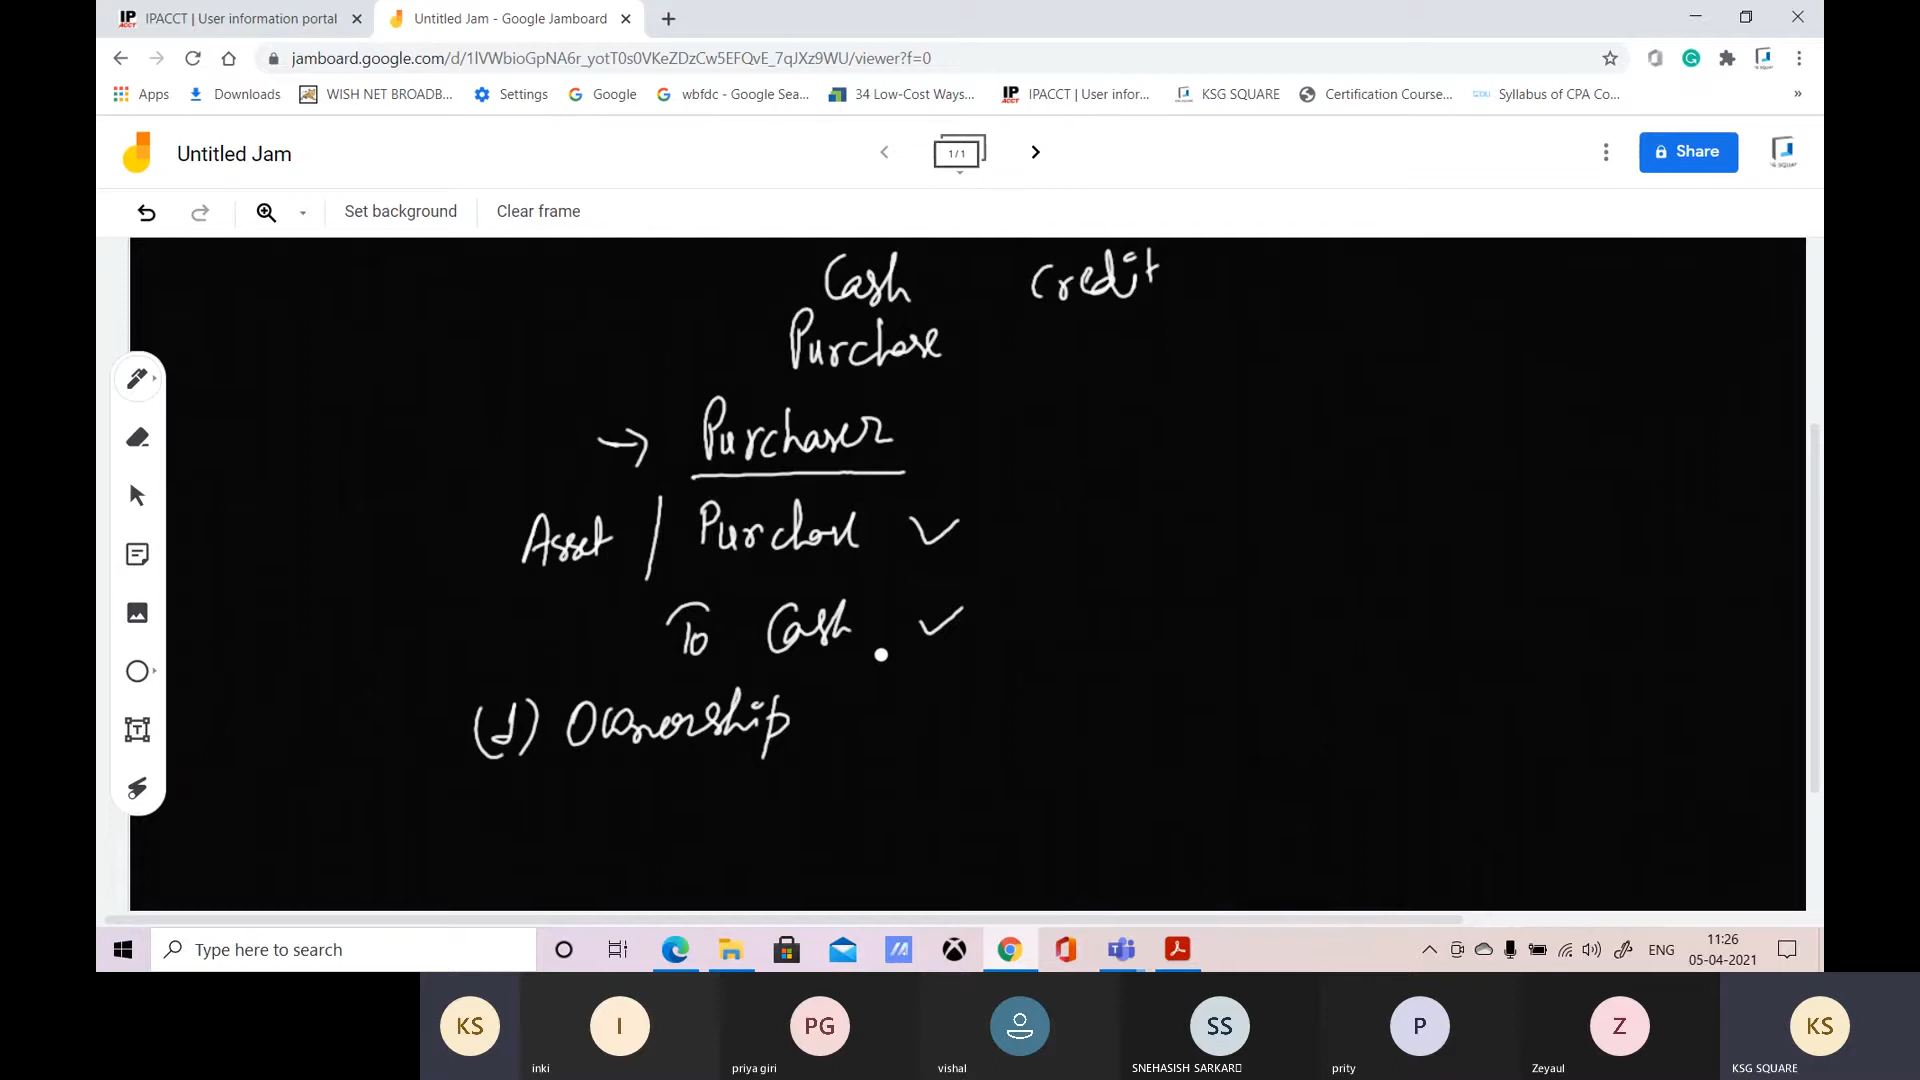 IPACCT | User information portal
Untitled Jam - Google Jamboard
jamboard.google.com/d/1lVWbioGpNA6r_yotT0s0VKeZDzCw5EFQvE_7qJXz9WU/viewer?f=0
Apps Downloads WISH NET BROADB... Settings Google wbfdc - Google Sea... 34 Low-Cost Ways... IPACCT | User infor... KSG SQUARE Certification Course... Syllabus of CPA Co... »
Untitled Jam
1 / 1
Share
Set background Clear frame
Cash Credit
Purchase
→ Purchaser
Asset / Purchase ✓
To Cash ✓
(d) Ownership
Type here to search
ENG
11:26
05-04-2021
KS I PG SS P Z KS
inki priya giri vishal SNEHASISH SARKAR prity Zeyaul KSG SQUARE